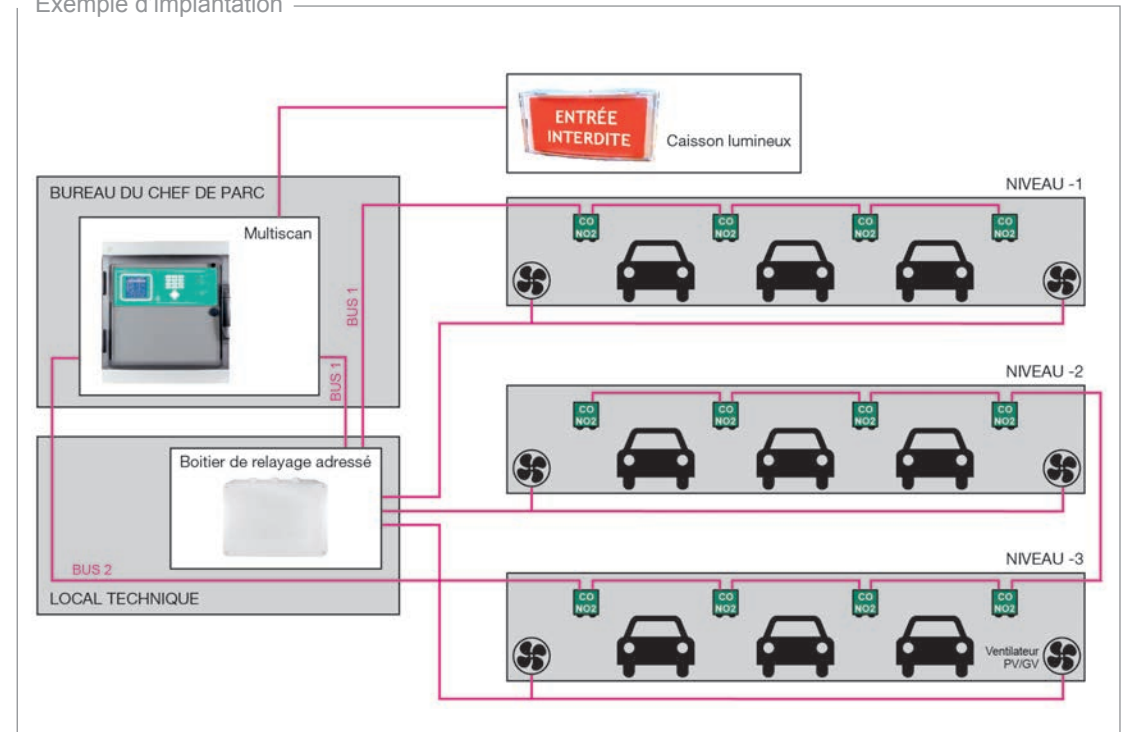 Exemple d'implantation
ENTRÉE
INTERDITE
Caisson lumineux
BUREAU DU CHEF DE PARC
Multiscan
BUS 1
BUS 1
NIVEAU -1
CO
NO2
CO
NO2
CO
NO2
CO
NO2
NIVEAU -2
CO
NO2
CO
NO2
CO
NO2
CO
NO2
Boitier de relayage adressé
BUS 2
LOCAL TECHNIQUE
NIVEAU -3
CO
NO2
CO
NO2
CO
NO2
CO
NO2
Ventilateur
PV/GV